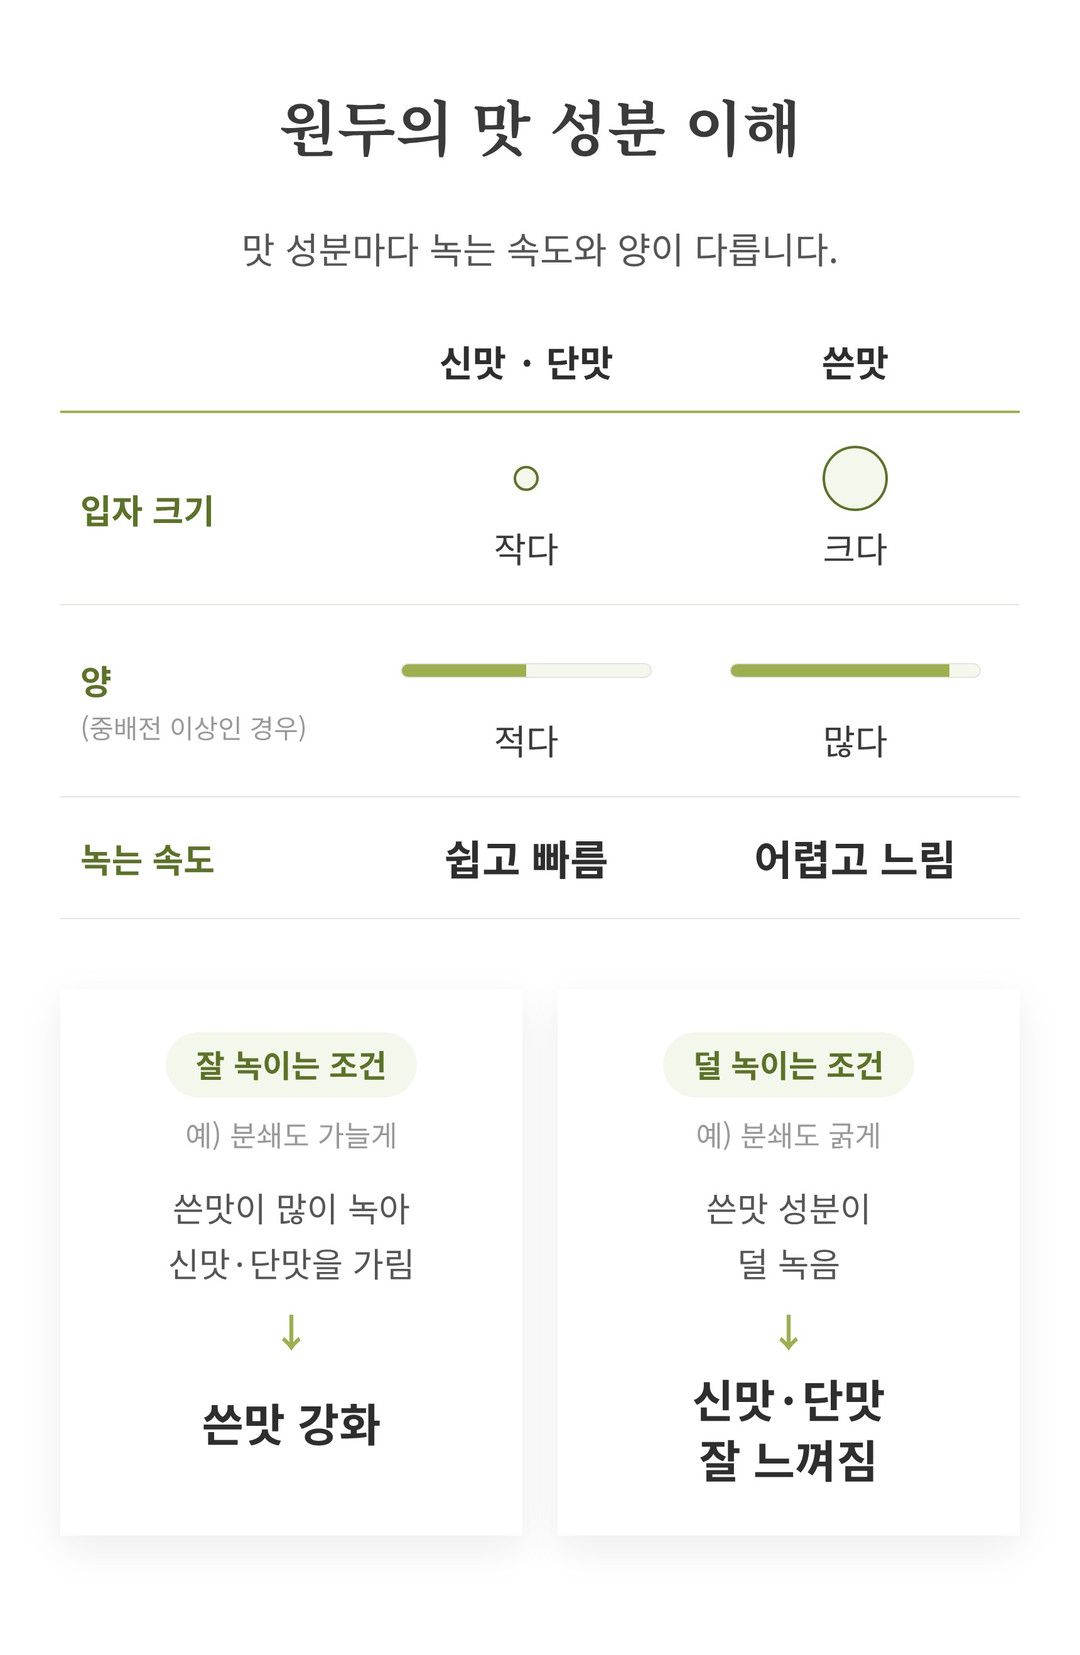 원두의 맛 성분 이해
맛 성분마다 녹는 속도와 양이 다릅니다.
신맛 · 단맛
쓴맛
입자 크기
작다
크다
양
(중배전 이상인 경우)
적다
많다
녹는 속도
쉽고 빠름
어렵고 느림
잘 녹이는 조건
예) 분쇄도 가늘게
쓴맛이 많이 녹아
신맛·단맛을 가림
↓
쓴맛 강화
덜 녹이는 조건
예) 분쇄도 굵게
쓴맛 성분이
덜 녹음
↓
신맛·단맛
잘 느껴짐